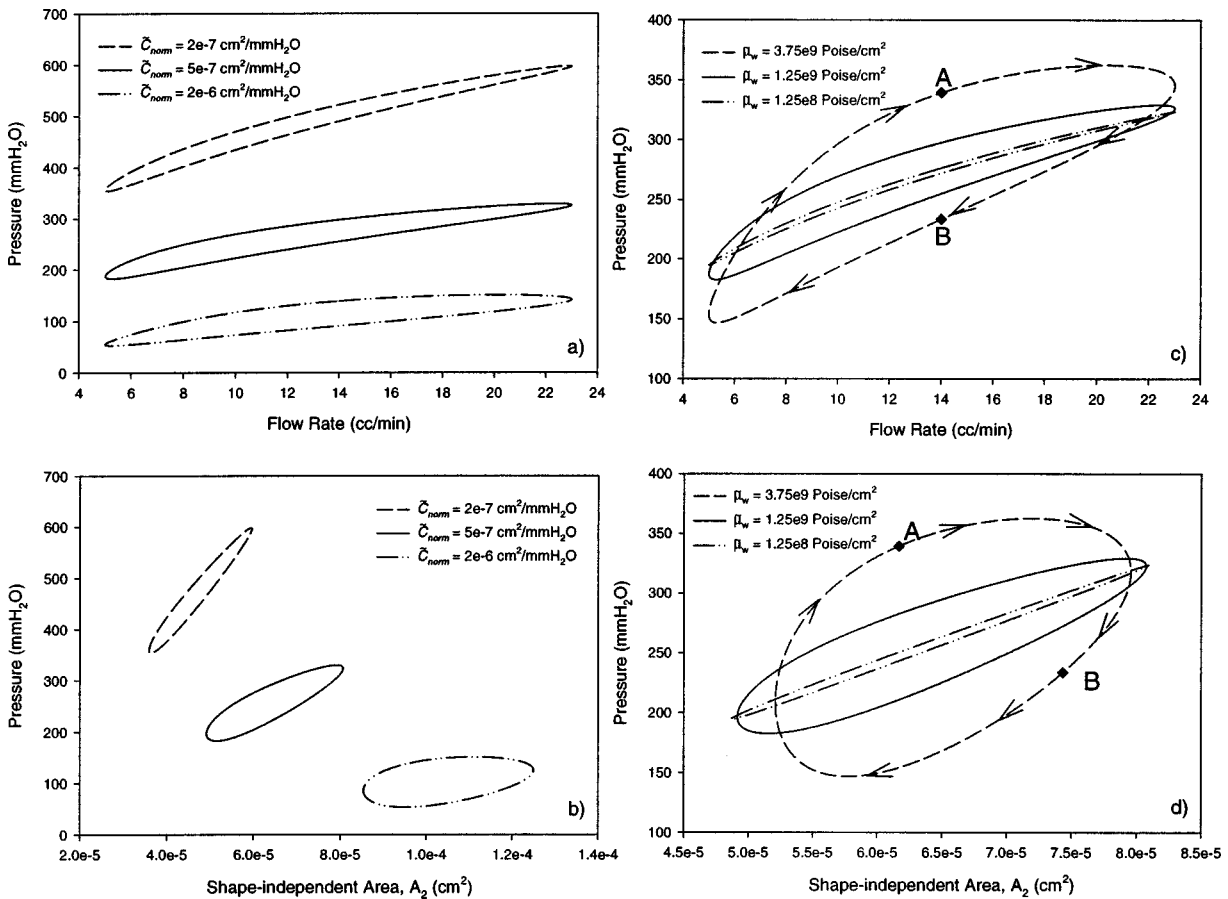 700
600
500
400
300
200
100
0
Pressure (mmH₂O)
C̃norm = 2e-7 cm²/mmH₂O
C̃norm = 5e-7 cm²/mmH₂O
C̃norm = 2e-6 cm²/mmH₂O
a)
4 6 8 10 12 14 16 18 20 22 24
Flow Rate (cc/min)
400
350
300
250
200
150
100
Pressure (mmH₂O)
μ̃w = 3.75e9 Poise/cm²
μ̃w = 1.25e9 Poise/cm²
μ̃w = 1.25e8 Poise/cm²
A
B
c)
4 6 8 10 12 14 16 18 20 22 24
Flow Rate (cc/min)
700
600
500
400
300
200
100
0
Pressure (mmH₂O)
C̃norm = 2e-7 cm²/mmH₂O
C̃norm = 5e-7 cm²/mmH₂O
C̃norm = 2e-6 cm²/mmH₂O
b)
2.0e-5 4.0e-5 6.0e-5 8.0e-5 1.0e-4 1.2e-4 1.4e-4
Shape-independent Area, A₂ (cm²)
400
350
300
250
200
150
100
Pressure (mmH₂O)
μ̃w = 3.75e9 Poise/cm²
μ̃w = 1.25e9 Poise/cm²
μ̃w = 1.25e8 Poise/cm²
A
B
d)
4.5e-5 5.0e-5 5.5e-5 6.0e-5 6.5e-5 7.0e-5 7.5e-5 8.0e-5 8.5e-5
Shape-independent Area, A₂ (cm²)